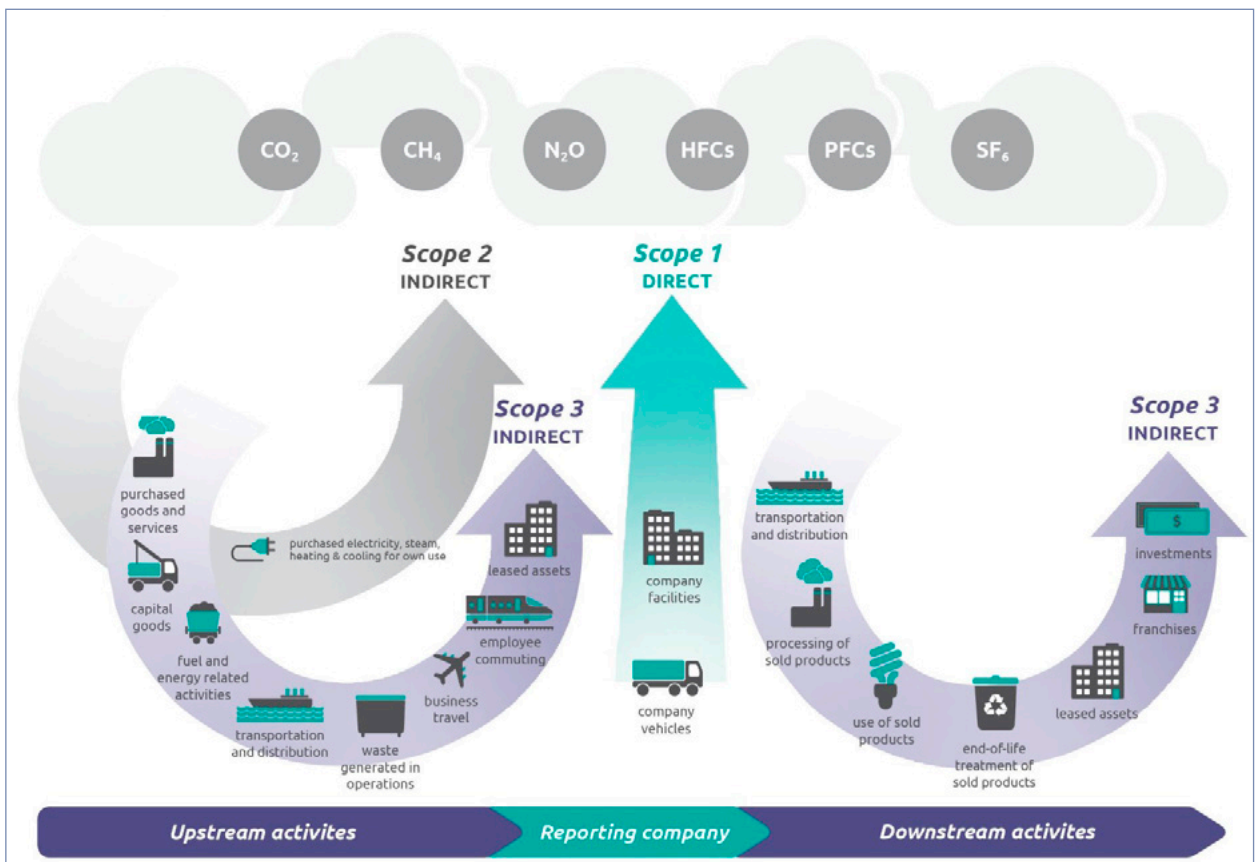 CO₂
CH₄
N₂O
HFCs
PFCs
SF₆
Scope 2
INDIRECT
Scope 1
DIRECT
Scope 3
INDIRECT
Scope 3
INDIRECT
purchased
goods and
services
capital
goods
fuel and
energy related
activities
purchased electricity, steam,
heating & cooling for own use
transportation
and distribution
waste
generated in
operations
business
travel
employee
commuting
leased assets
company
facilities
company
vehicles
transportation
and distribution
processing of
sold products
use of sold
products
end-of-life
treatment of
sold products
leased assets
franchises
$
investments
Upstream activites
Reporting company
Downstream activites